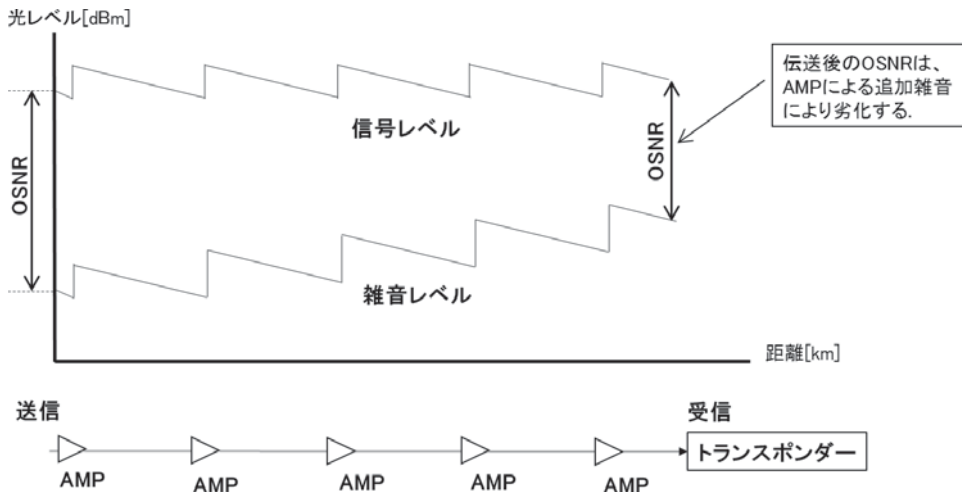 光レベル[dBm]
伝送後のOSNRは、
AMPによる追加雑音
により劣化する.
信号レベル
OSNR
OSNR
雑音レベル
距離[km]
送信
受信
トランスポンダー
AMP
AMP
AMP
AMP
AMP